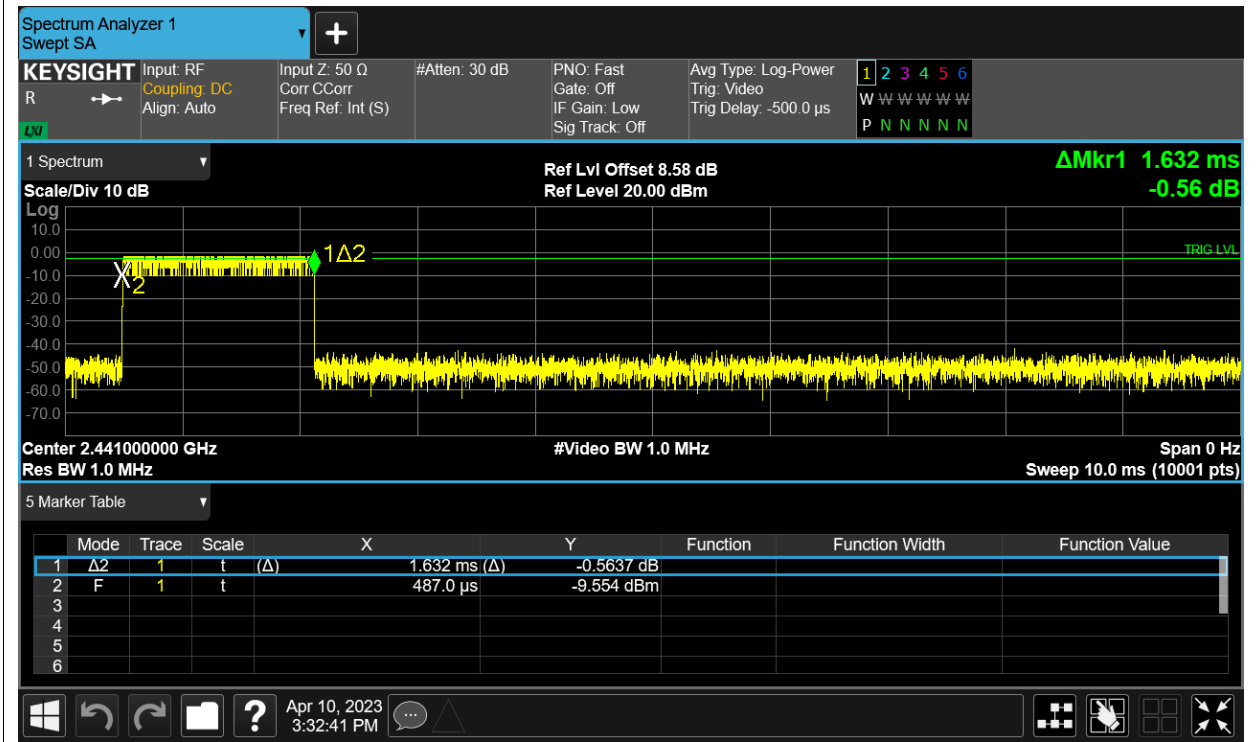 Spectrum Analyzer 1
Swept SA
KEYSIGHT
R
LXI
Input: RF
Coupling: DC
Align: Auto
Input Z: 50 Ω
Corr CCorr
Freq Ref: Int (S)
#Atten: 30 dB
PNO: Fast
Gate: Off
IF Gain: Low
Sig Track: Off
Avg Type: Log-Power
Trig: Video
Trig Delay: -500.0 µs
1 2 3 4 5 6
W W W W W W
P N N N N N
1 Spectrum
Scale/Div 10 dB
Ref Lvl Offset 8.58 dB
Ref Level 20.00 dBm
ΔMkr1 1.632 ms
-0.56 dB
Log
10.0
0.00
-10.0
-20.0
-30.0
-40.0
-50.0
-60.0
-70.0
1Δ2
X2
TRIG LVL
Center 2.441000000 GHz
Res BW 1.0 MHz
#Video BW 1.0 MHz
Span 0 Hz
Sweep 10.0 ms (10001 pts)
5 Marker Table
Mode Trace Scale X Y Function Function Width Function Value
1 Δ2 1 t (Δ) 1.632 ms (Δ) -0.5637 dB
2 F 1 t 487.0 µs -9.554 dBm
3
4
5
6
?
Apr 10, 2023
3:32:41 PM